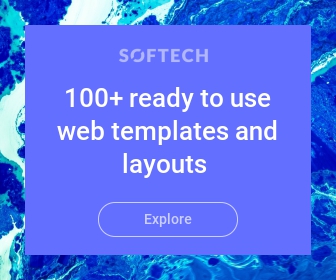 SOFTECH
100+ ready to use
web templates and
layouts
Explore